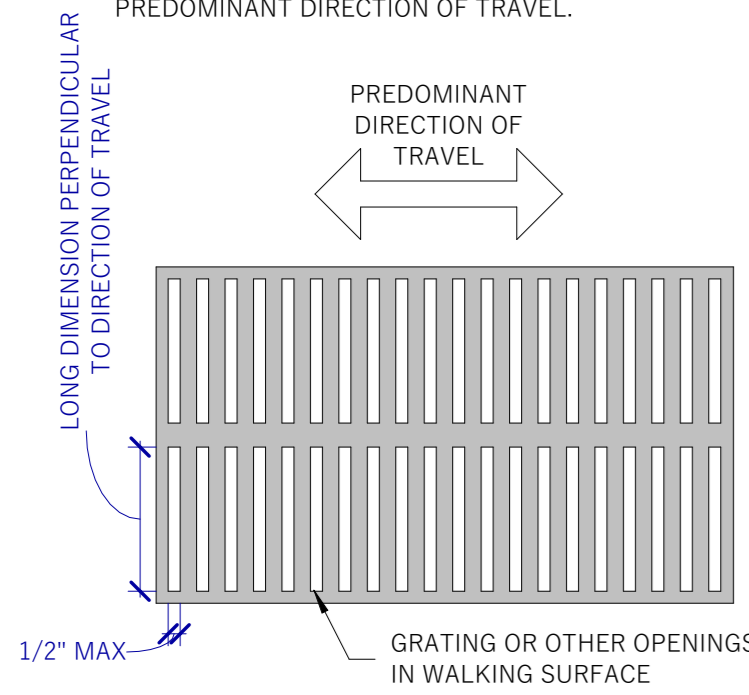 PREDOMINANT DIRECTION OF TRAVEL.
LONG DIMENSION PERPENDICULAR
TO DIRECTION OF TRAVEL
PREDOMINANT
DIRECTION OF
TRAVEL
1/2" MAX
GRATING OR OTHER OPENINGS
IN WALKING SURFACE